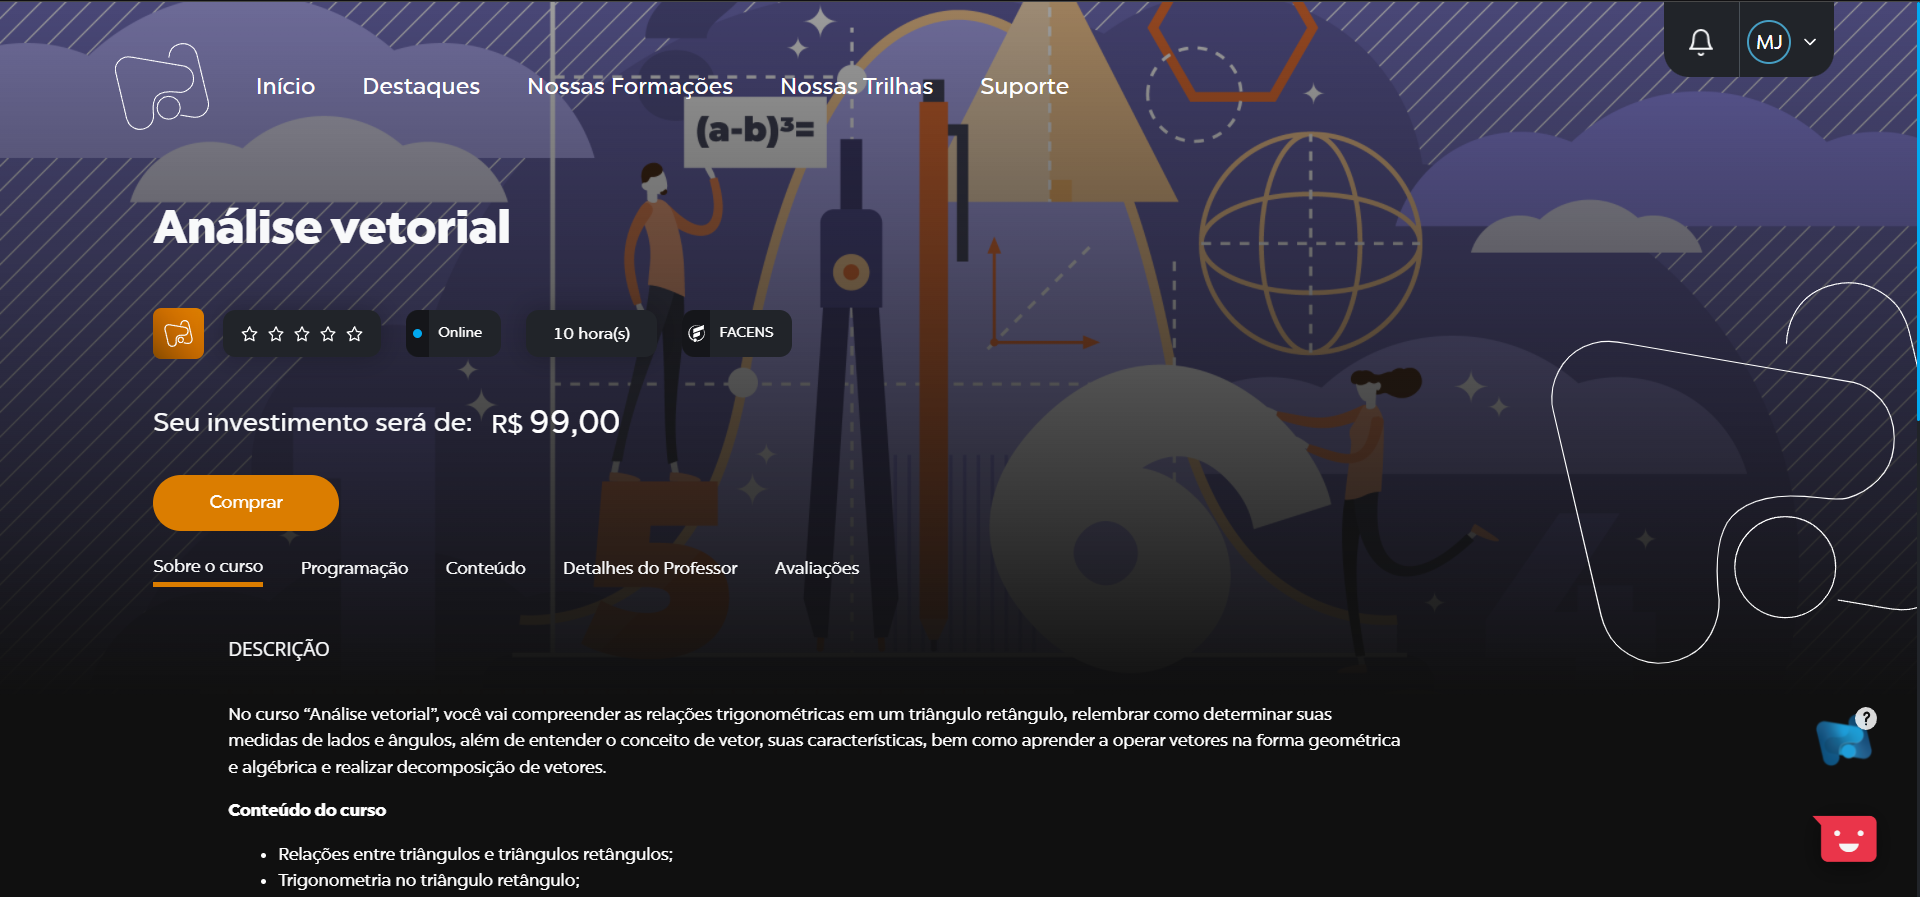 Início Destaques Nossas Formações Nossas Trilhas Suporte
MJ
(a-b)³=
Análise vetorial
Online
10 hora(s)
FACENS
Seu investimento será de: R$ 99,00
Comprar
Sobre o curso Programação Conteúdo Detalhes do Professor Avaliações
DESCRIÇÃO
No curso “Análise vetorial”, você vai compreender as relações trigonométricas em um triângulo retângulo, relembrar como determinar suas
medidas de lados e ângulos, além de entender o conceito de vetor, suas características, bem como aprender a operar vetores na forma geométrica
e algébrica e realizar decomposição de vetores.
Conteúdo do curso
• Relações entre triângulos e triângulos retângulos;
• Trigonometria no triângulo retângulo;
5
6
?